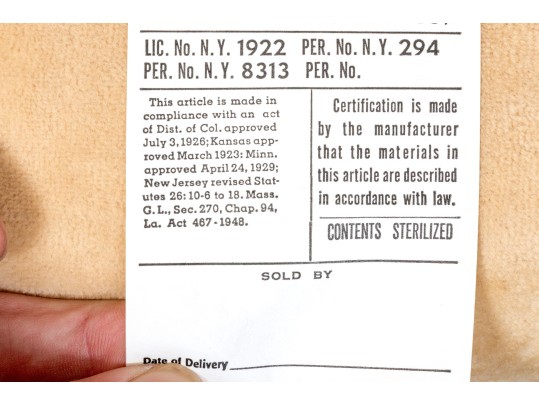 LIC. No. N.Y. 1922 PER. No. N.Y. 294
PER. No. N.Y. 8313 PER. No.
This article is made in
compliance with an act
of Dist. of Col. approved
July 3, 1926; Kansas app-
roved March 1923: Minn.
approved April 24, 1929;
New Jersey revised Stat-
utes 26: 10-6 to 18. Mass.
G. L., Sec. 270, Chap. 94,
La. Act 467-1948.
Certification is made
by the manufacturer
that the materials in
this article are described
in accordance with law.
CONTENTS STERILIZED
SOLD BY
Date of Delivery